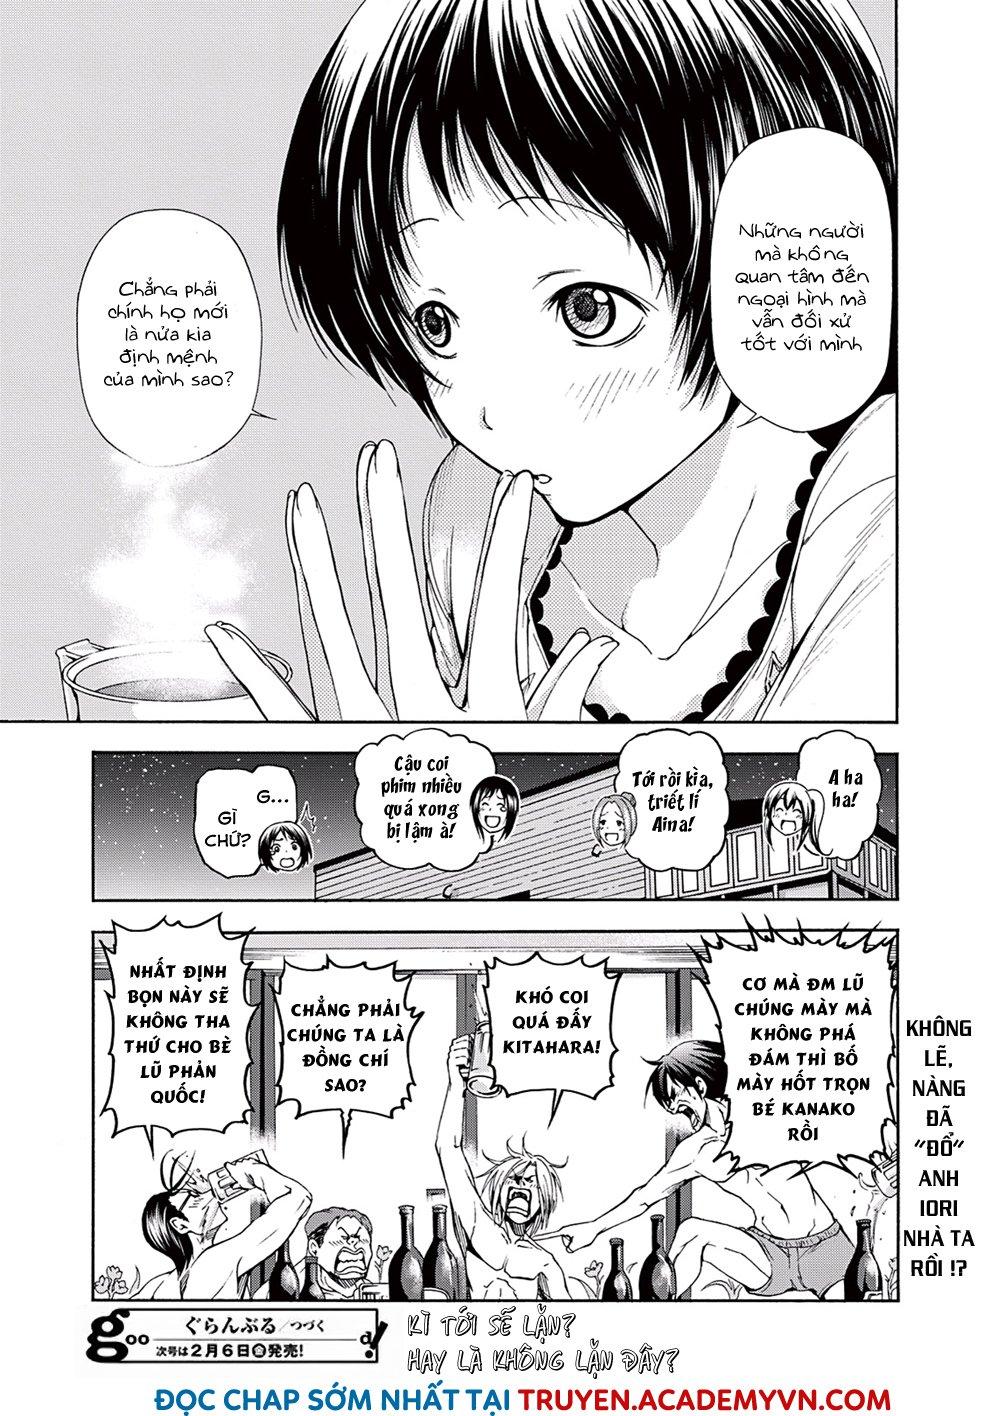 Những người
mà không
quan tâm đến
ngoại hình mà
vẫn đối xử
tốt với mình
Chẳng phải
chính họ mới
là nửa kia
định mệnh
của mình sao?
A ha
ha!
Tới rồi kìa,
triết lí
Aina!
Cậu coi
phim nhiều
quá xong
bị lậm à!
G...
GÌ
CHỨ?
CƠ MÀ ĐM LŨ
CHÚNG MÀY MÀ
KHÔNG PHÁ
ĐÁM THÌ BỐ
MÀY HỐT TRỌN
BÉ KANAKO
RỒI
KHÓ COI
QUÁ ĐẤY
KITAHARA!
CHẲNG PHẢI
CHÚNG TA LÀ
ĐỒNG CHÍ
SAO?
NHẤT ĐỊNH
BỌN NÀY SẼ
KHÔNG THA
THỨ CHO BÈ
LŨ PHẢN
QUỐC!
KHÔNG
LẼ,
NÀNG
ĐÃ
"ĐỔ"
ANH
IORI
NHÀ TA
RỒI !?
goo
ぐらんぶる/つづく
d!
次号は2月6日金発売!
KÌ TỚI SẼ LẶN?
HAY LÀ KHÔNG LẶN ĐÂY?
ĐỌC CHAP SỚM NHẤT TẠI TRUYEN.ACADEMYVN.COM